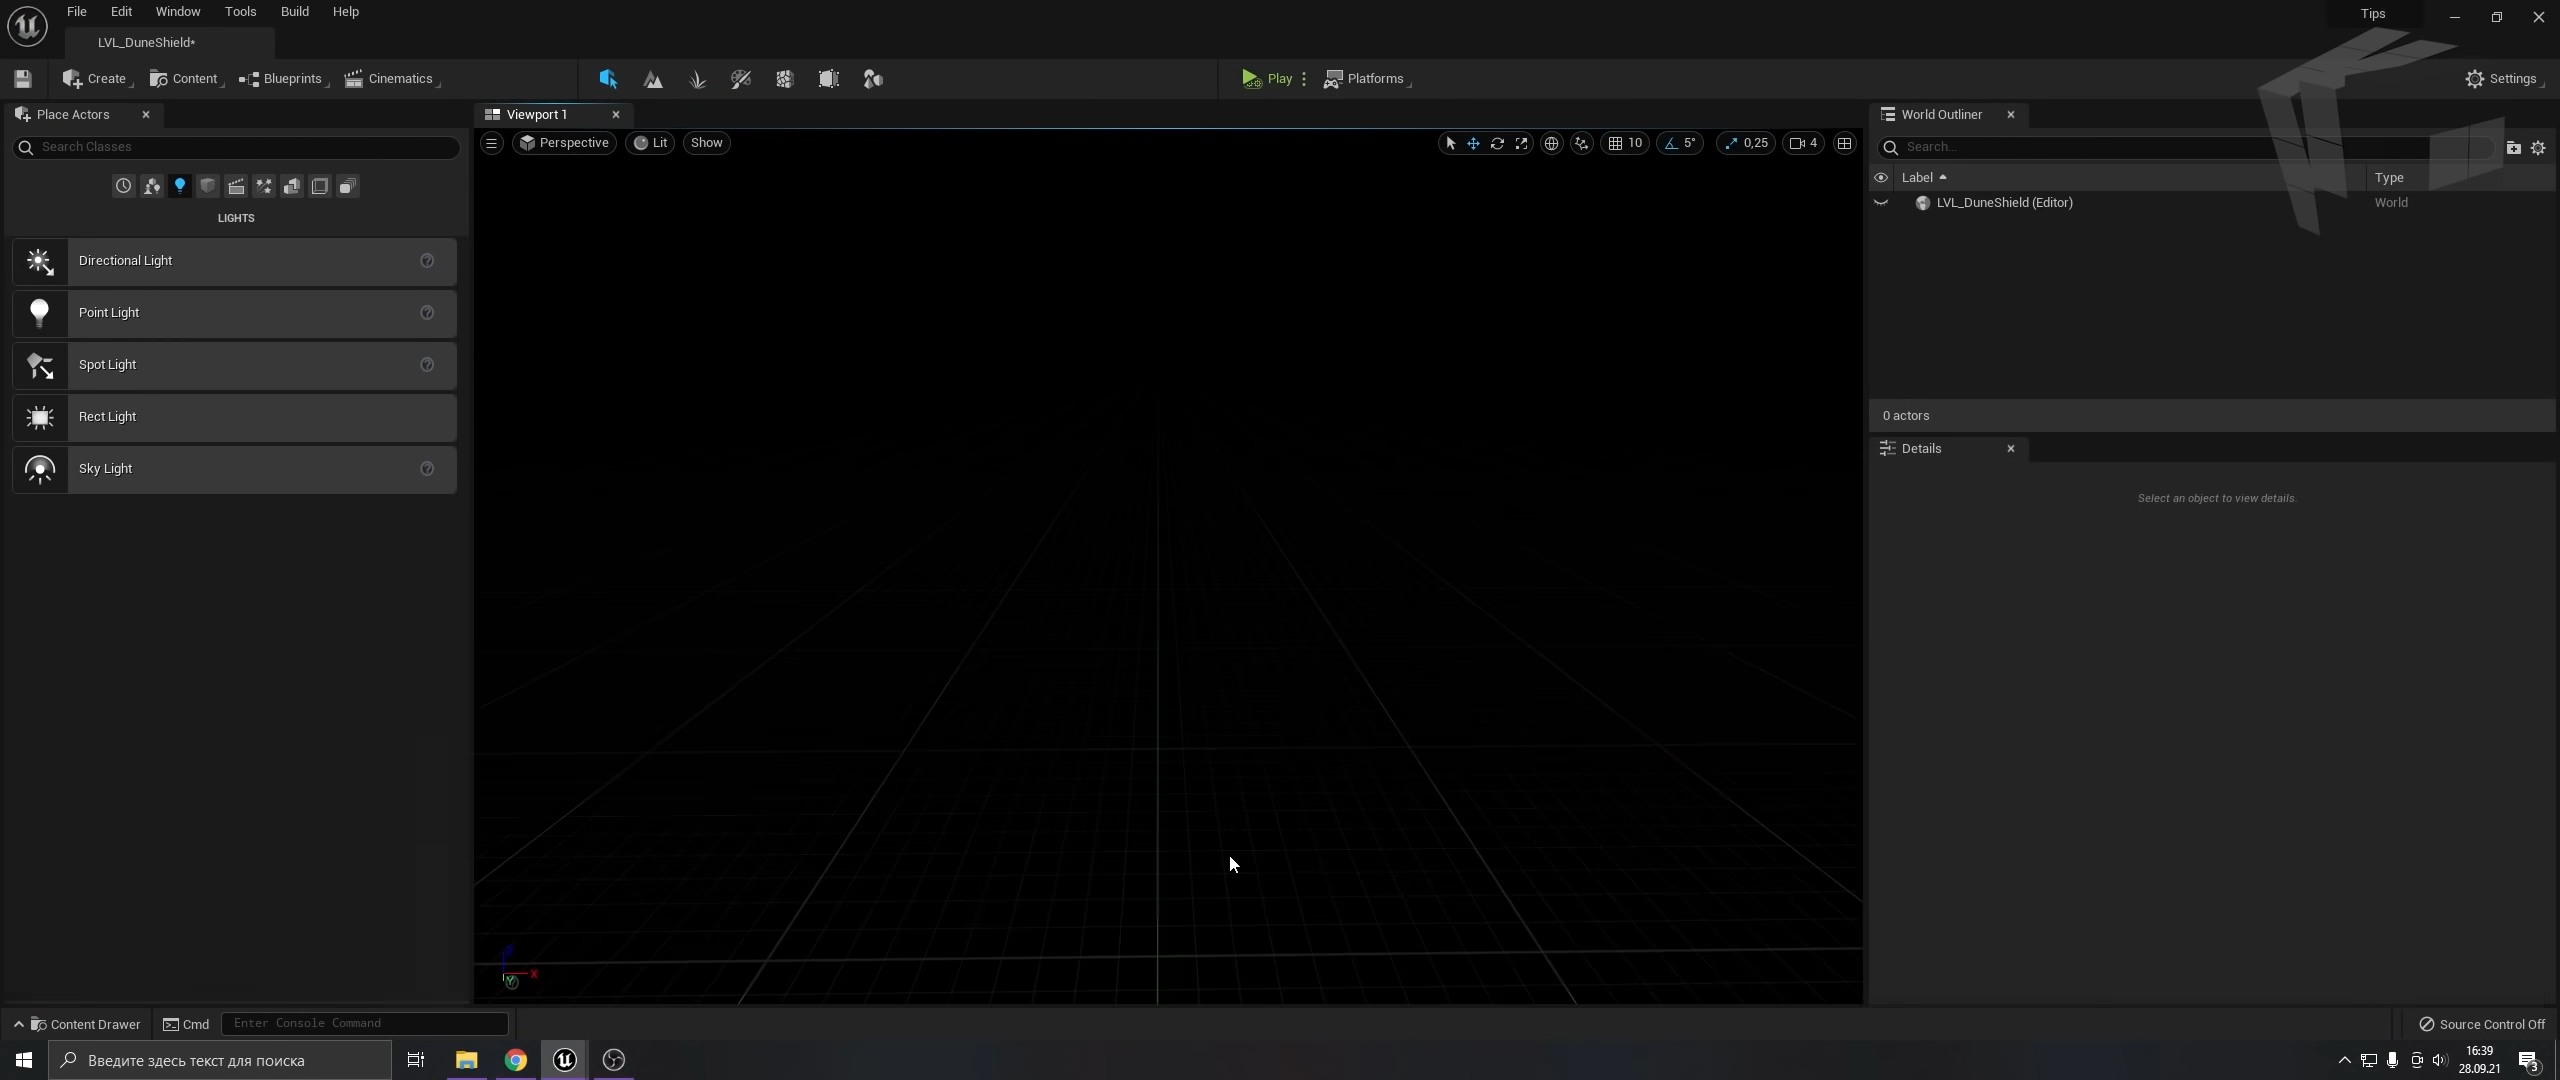 File Edit Window Tools Build Help
Tips
LVL_DuneShield*
Create Content Blueprints Cinematics Play Platforms Settings
Place Actors
Viewport 1
World Outliner
Search Classes
Perspective Lit Show 10 5° 0,25 4
Search...
Label Type
LVL_DuneShield (Editor) World
LIGHTS
Directional Light
Point Light
Spot Light
Rect Light
Sky Light
0 actors
Details
Select an object to view details.
X
Y
Content Drawer Cmd Enter Console Command Source Control Off
Введите здесь текст для поиска
16:39
28.09.21
3